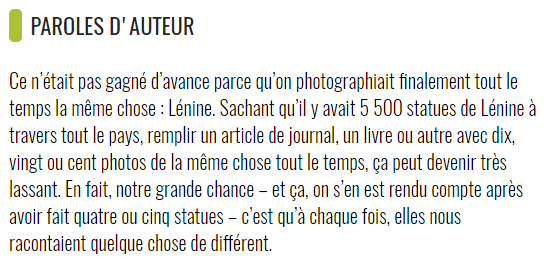 PAROLES D'AUTEUR
Ce n’était pas gagné d’avance parce qu’on photographiait finalement tout le
temps la même chose : Lénine. Sachant qu’il y avait 5 500 statues de Lénine à
travers tout le pays, remplir un article de journal, un livre ou autre avec dix,
vingt ou cent photos de la même chose tout le temps, ça peut devenir très
lassant. En fait, notre grande chance – et ça, on s’en est rendu compte après
avoir fait quatre ou cinq statues – c’est qu’à chaque fois, elles nous
racontaient quelque chose de différent.